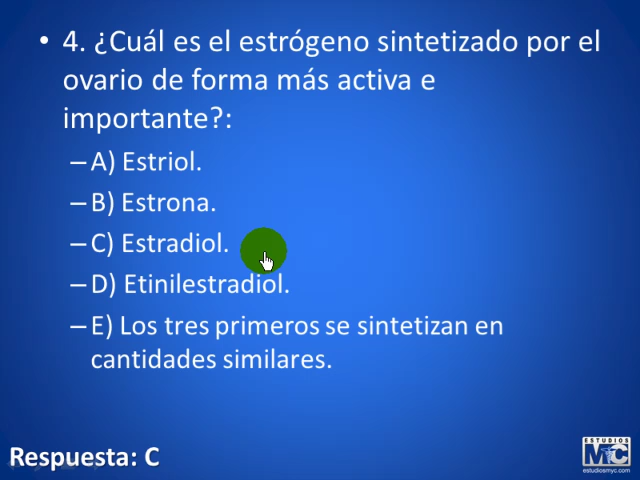 • 4. ¿Cuál es el estrógeno sintetizado por el
ovario de forma más activa e
importante?:
– A) Estriol.
– B) Estrona.
– C) Estradiol.
– D) Etinilestradiol.
– E) Los tres primeros se sintetizan en
cantidades similares.
Respuesta: C
ESTUDIOS
MyC
estudiosmyc.com